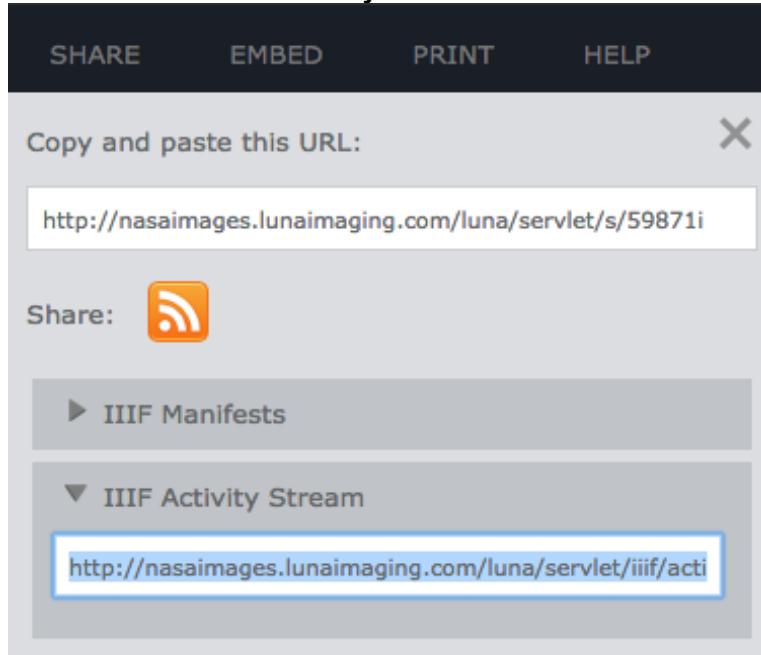 SHARE EMBED PRINT HELP
Copy and paste this URL:
http://nasaimages.lunaimaging.com/luna/servlet/s/59871i
Share:
IIIF Manifests
IIIF Activity Stream
http://nasaimages.lunaimaging.com/luna/servlet/iiif/acti